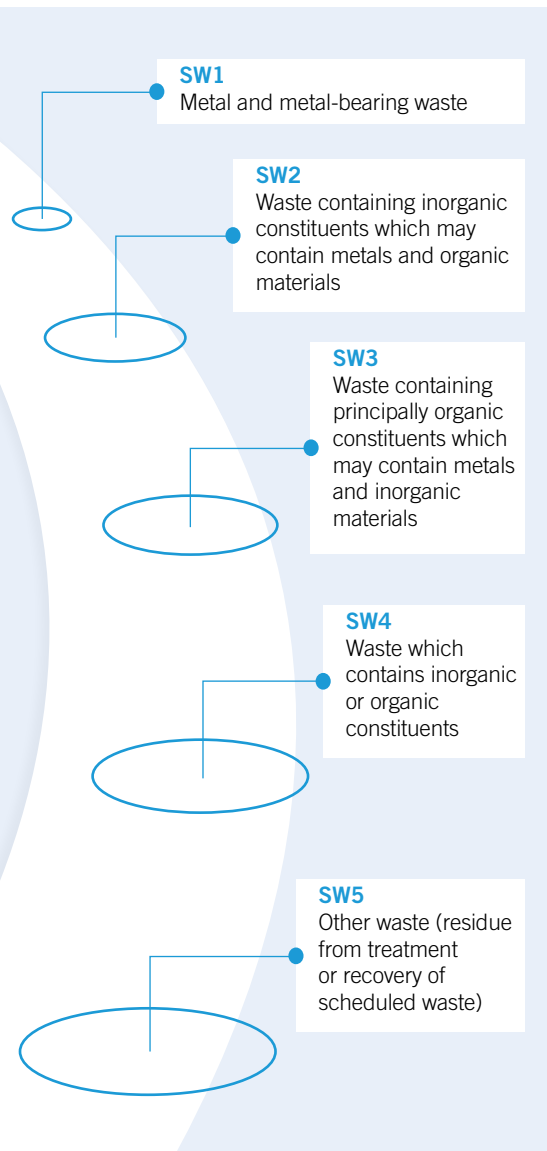 SW1
Metal and metal-bearing waste
SW2
Waste containing inorganic
constituents which may
contain metals and organic
materials
SW3
Waste containing
principally organic
constituents which
may contain metals
and inorganic
materials
SW4
Waste which
contains inorganic
or organic
constituents
SW5
Other waste (residue
from treatment
or recovery of
scheduled waste)